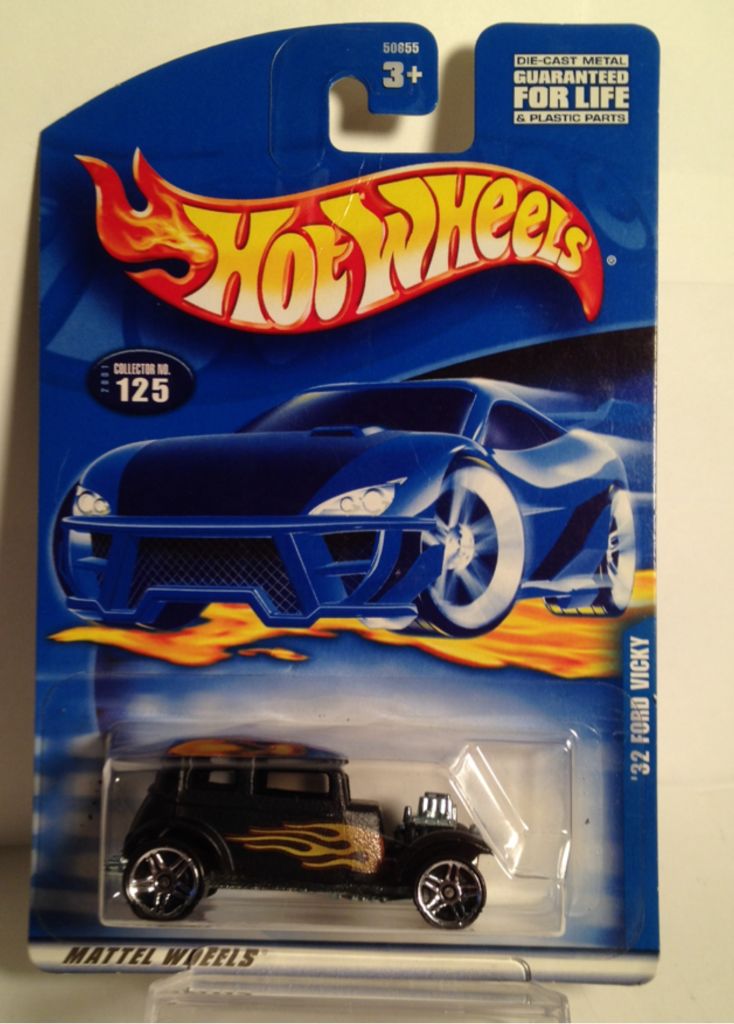 50655
3+
DIE-CAST METAL
GUARANTEED
FOR LIFE
& PLASTIC PARTS
HOT WHEELS®
2001
COLLECTOR NO.
125
'32 FORD VICKY
MATTEL WHEELS